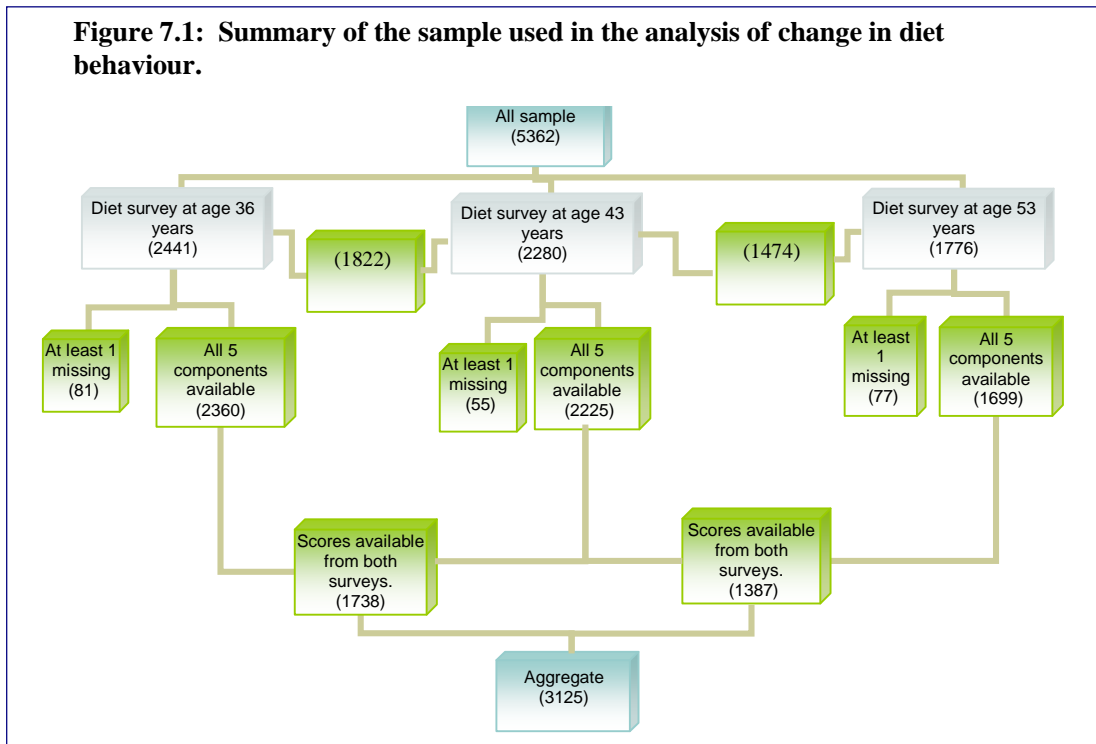 Figure 7.1: Summary of the sample used in the analysis of change in diet
behaviour.
All sample
(5362)
Diet survey at age 36
years
(2441)
(1822)
Diet survey at age 43
years
(2280)
(1474)
Diet survey at age 53
years
(1776)
At least 1
missing
(81)
All 5
components
available
(2360)
At least 1
missing
(55)
All 5
components
available
(2225)
At least
1
missing
(77)
All 5
components
available
(1699)
Scores available
from both
surveys.
(1738)
Scores available
from both
surveys.
(1387)
Aggregate
(3125)